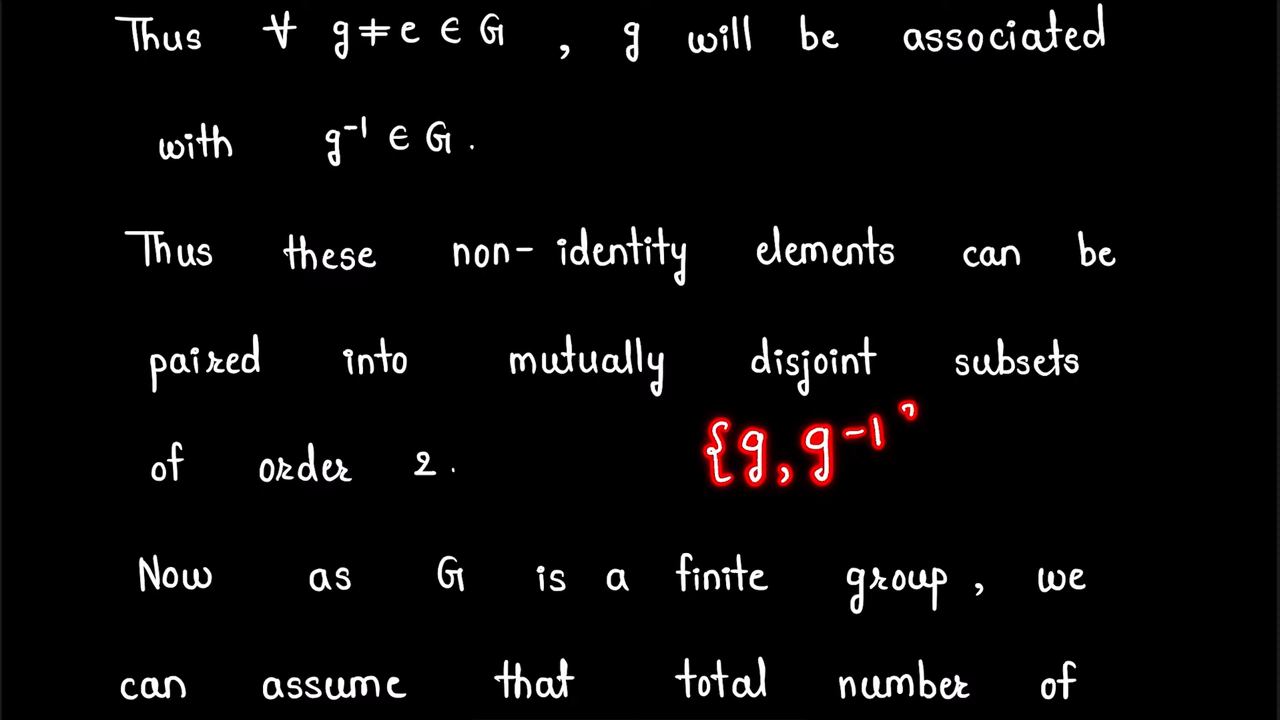 Thus ∀ g ≠ e ∈ G , g will be associated
with g⁻¹ ∈ G .
Thus these non-identity elements can be
paired into mutually disjoint subsets
of order 2 . {g, g⁻¹
Now as G is a finite group , we
can assume that total number of